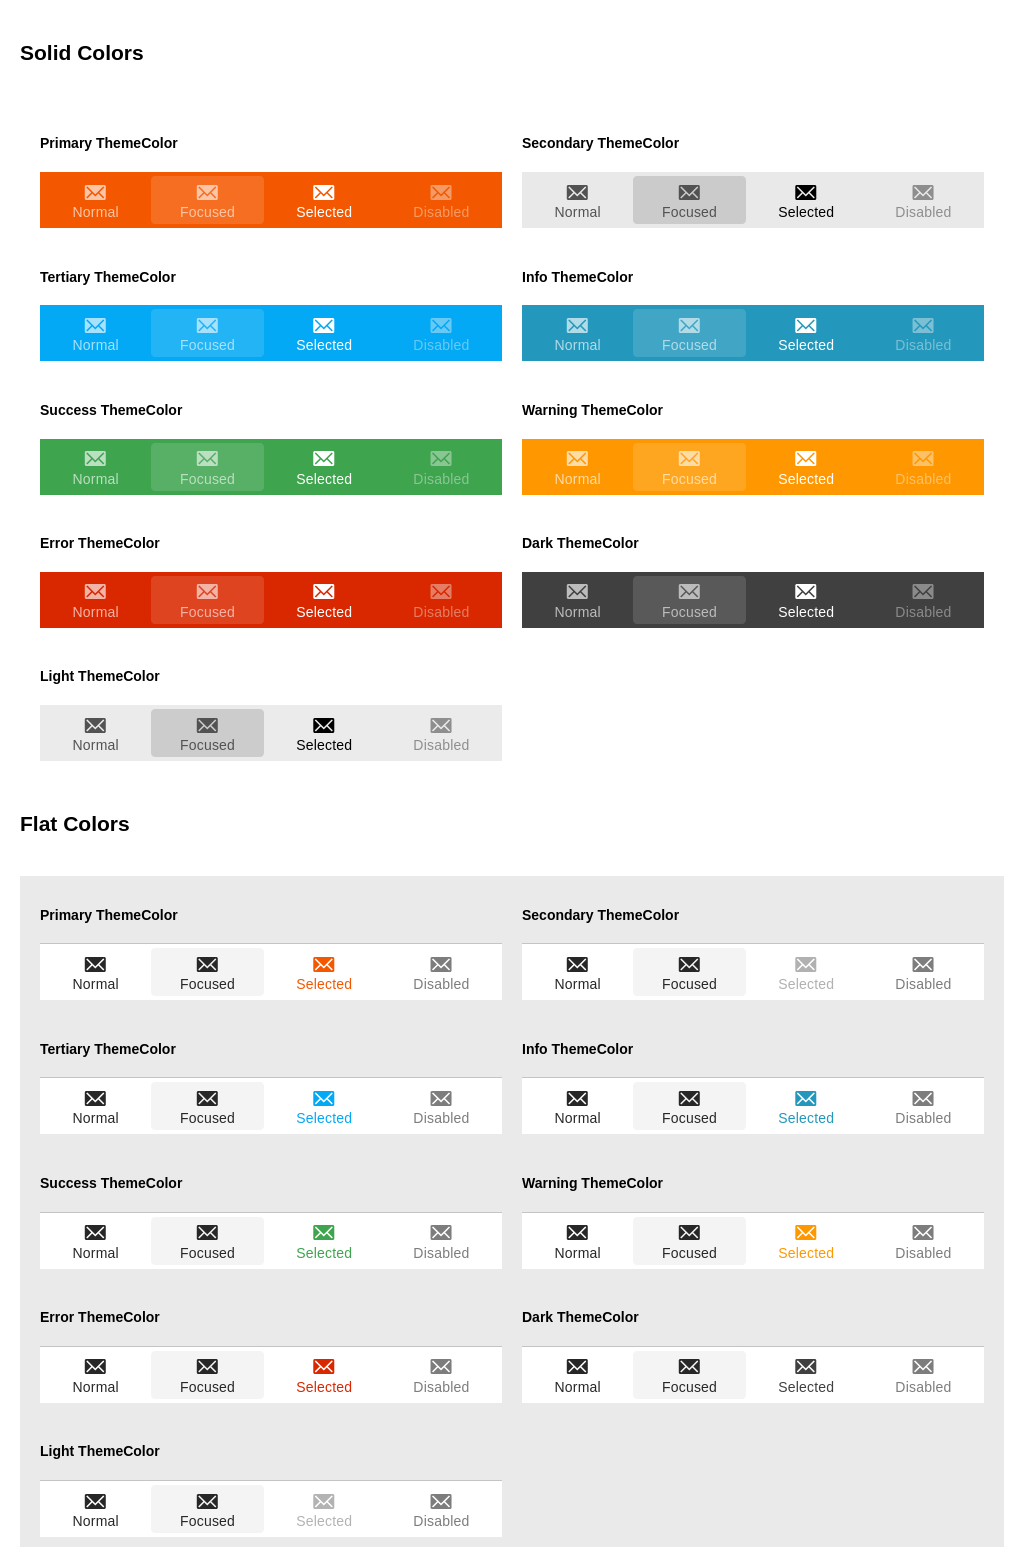 Solid Colors
Primary ThemeColor
Normal Focused Selected Disabled
Secondary ThemeColor
Normal Focused Selected Disabled
Tertiary ThemeColor
Normal Focused Selected Disabled
Info ThemeColor
Normal Focused Selected Disabled
Success ThemeColor
Normal Focused Selected Disabled
Warning ThemeColor
Normal Focused Selected Disabled
Error ThemeColor
Normal Focused Selected Disabled
Dark ThemeColor
Normal Focused Selected Disabled
Light ThemeColor
Normal Focused Selected Disabled
Flat Colors
Primary ThemeColor
Normal Focused Selected Disabled
Secondary ThemeColor
Normal Focused Selected Disabled
Tertiary ThemeColor
Normal Focused Selected Disabled
Info ThemeColor
Normal Focused Selected Disabled
Success ThemeColor
Normal Focused Selected Disabled
Warning ThemeColor
Normal Focused Selected Disabled
Error ThemeColor
Normal Focused Selected Disabled
Dark ThemeColor
Normal Focused Selected Disabled
Light ThemeColor
Normal Focused Selected Disabled